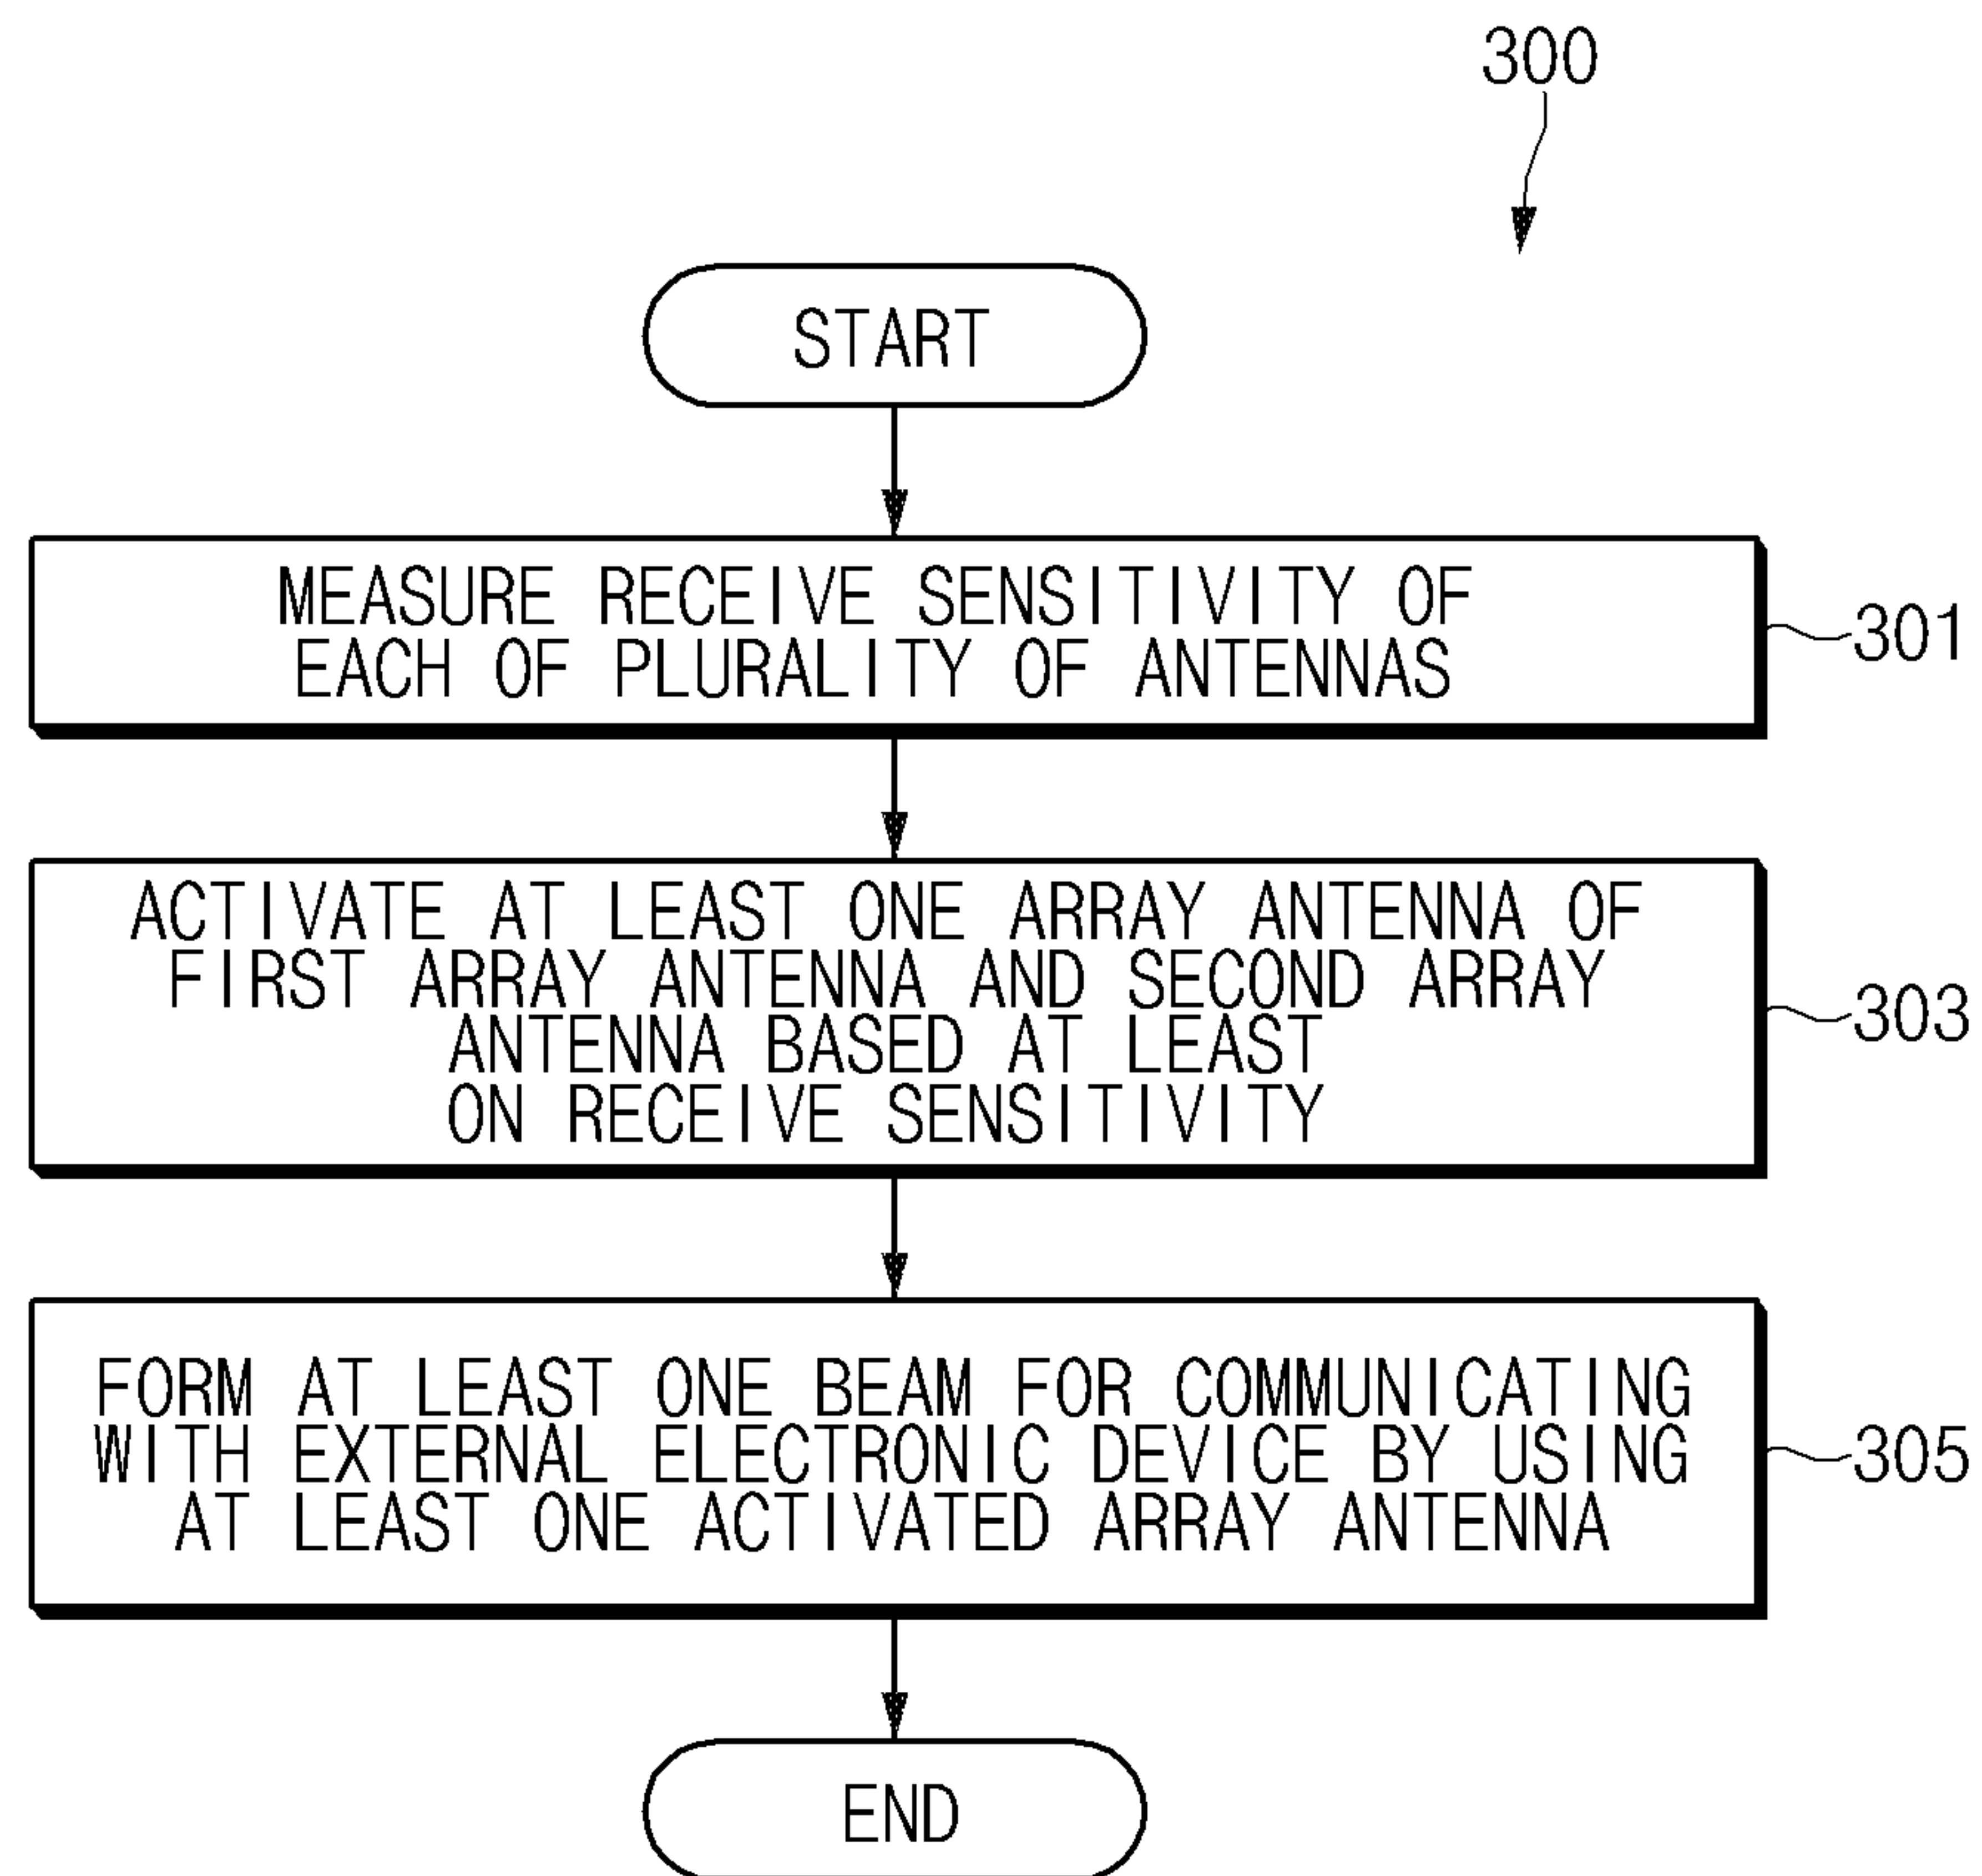 300
START
MEASURE RECEIVE SENSITIVITY OF
EACH OF PLURALITY OF ANTENNAS
301
ACTIVATE AT LEAST ONE ARRAY ANTENNA OF
FIRST ARRAY ANTENNA AND SECOND ARRAY
ANTENNA BASED AT LEAST
ON RECEIVE SENSITIVITY
303
FORM AT LEAST ONE BEAM FOR COMMUNICATING
WITH EXTERNAL ELECTRONIC DEVICE BY USING
AT LEAST ONE ACTIVATED ARRAY ANTENNA
305
END